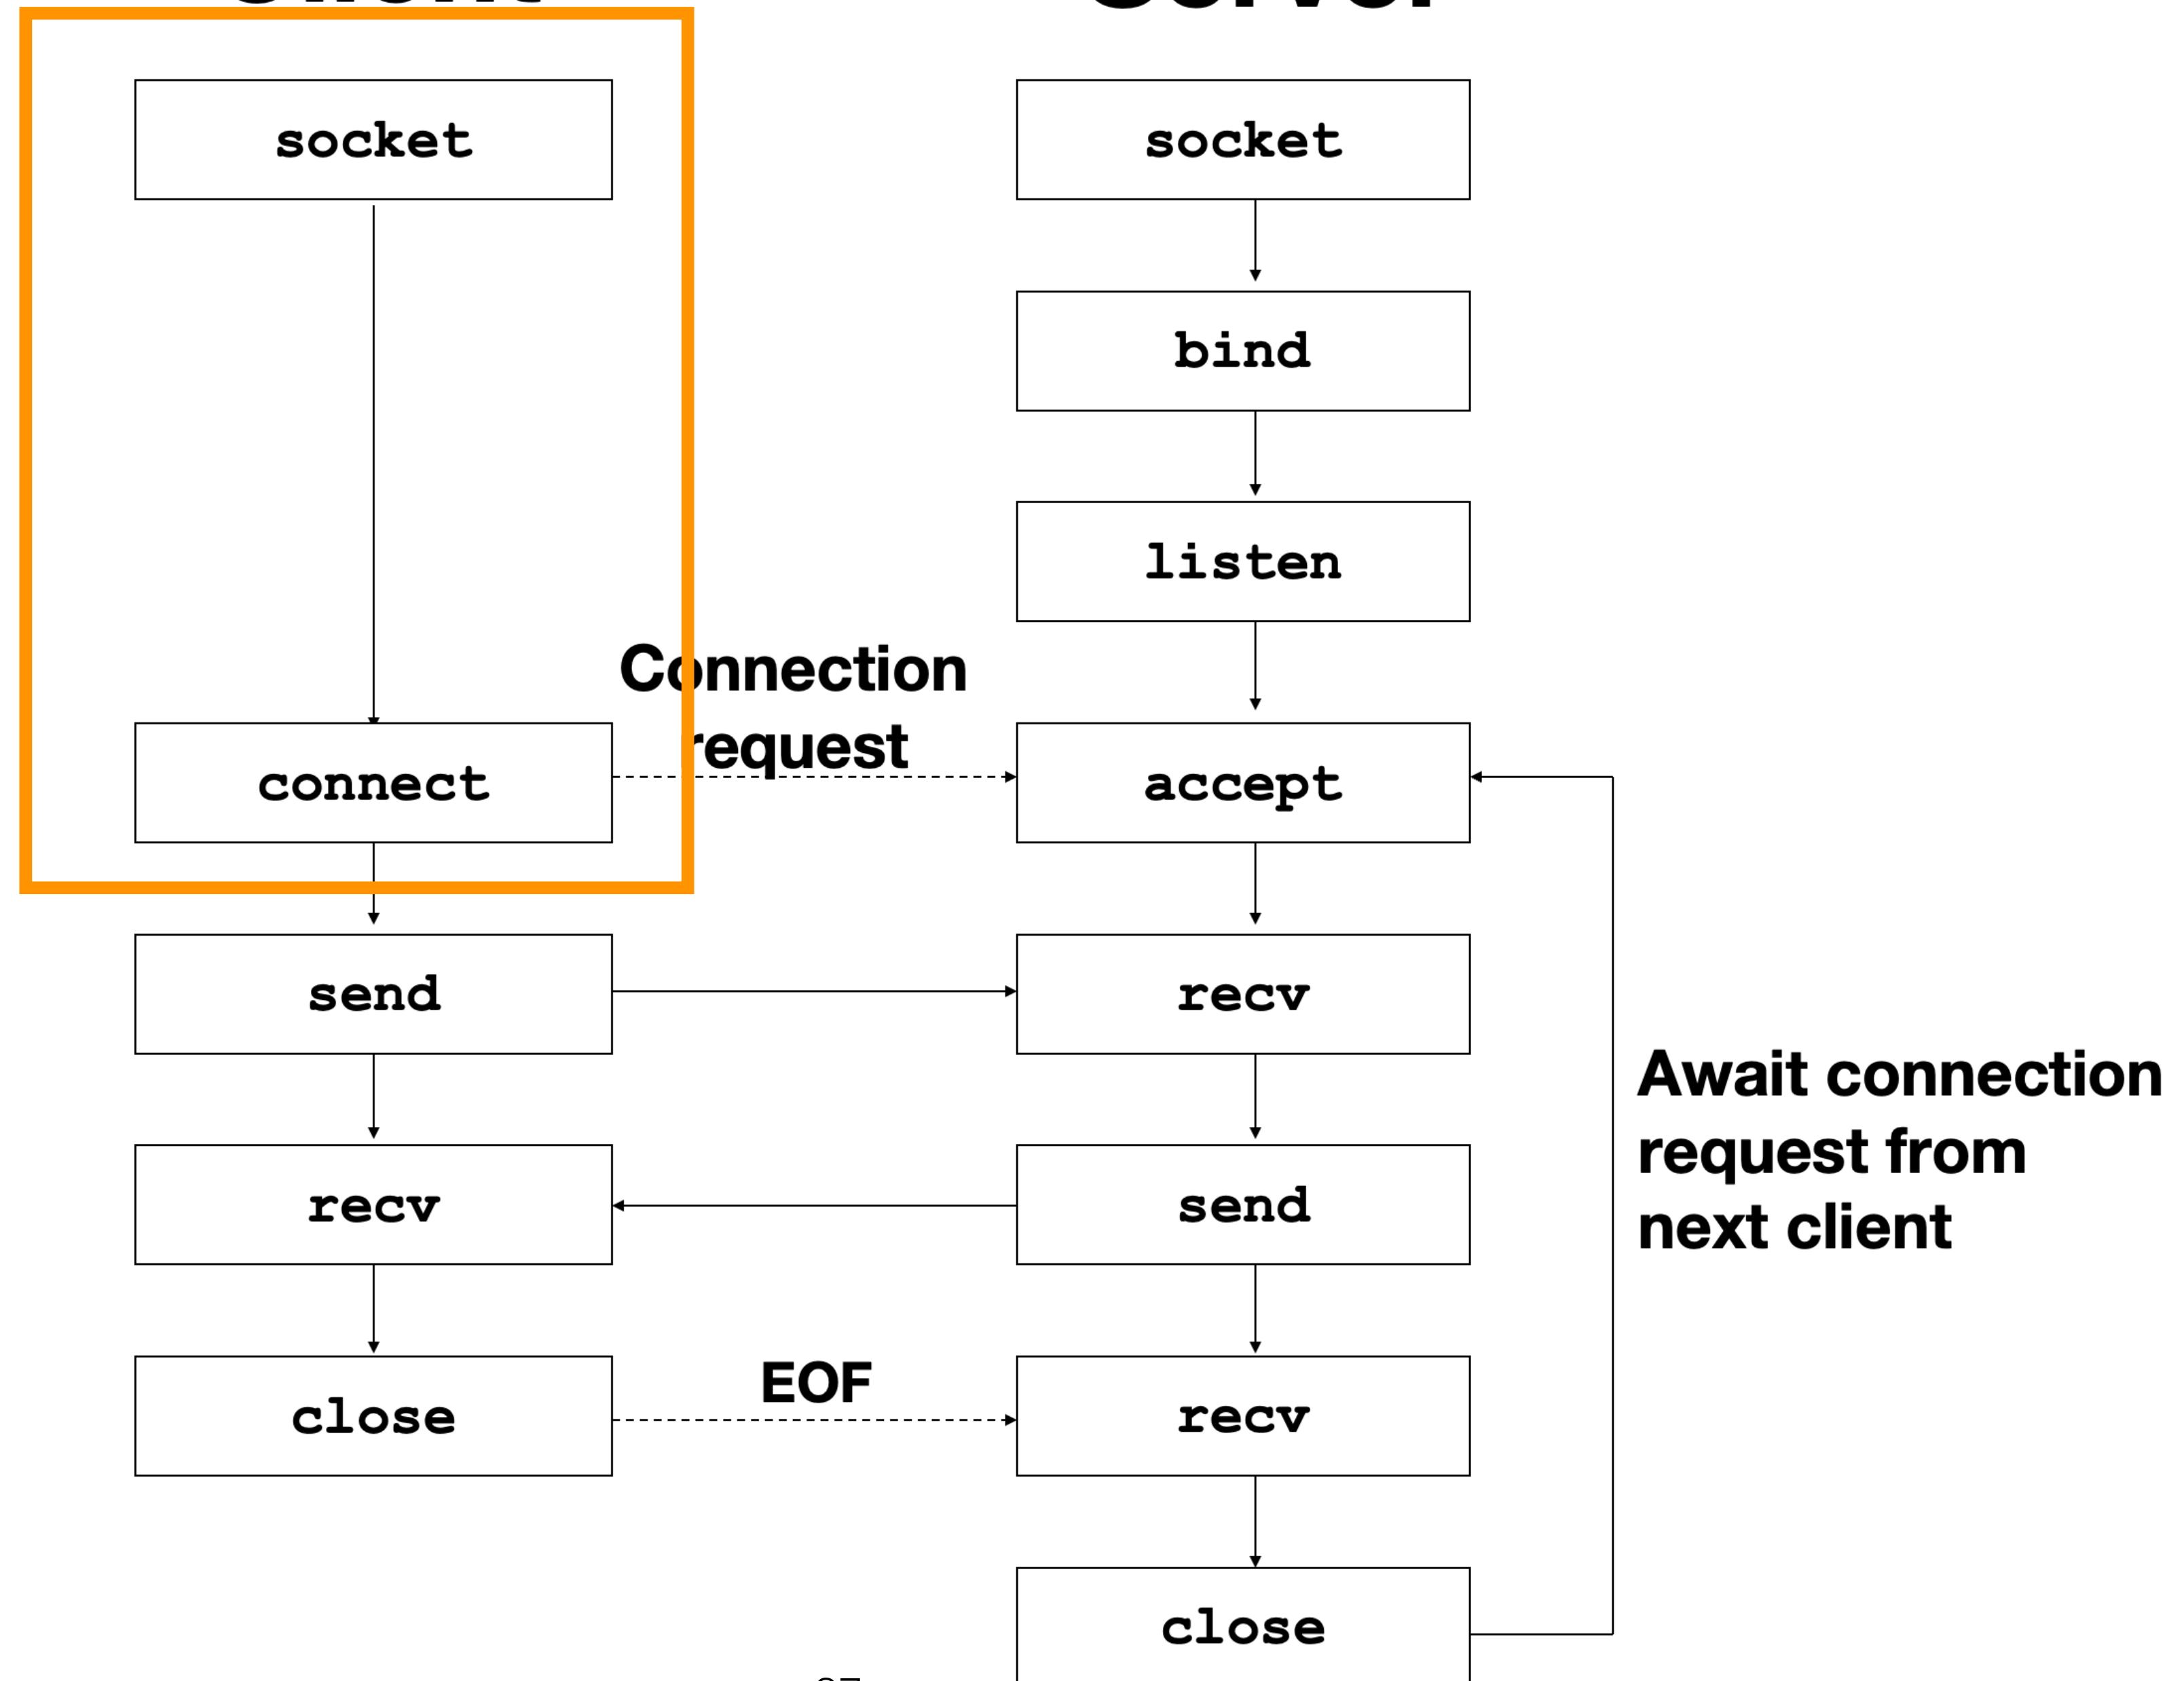 socket
socket
bind
listen
Connection
request
connect
accept
send
recv
Await connection
request from
next client
recv
send
EOF
close
recv
close